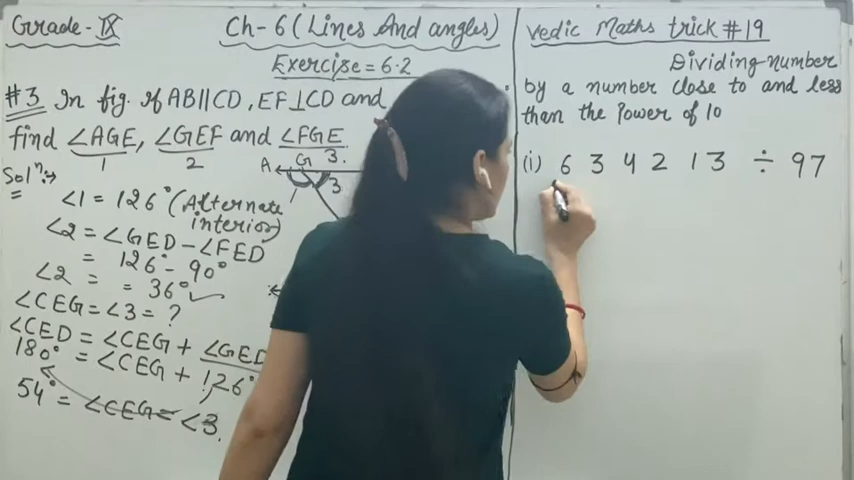 Grade-IX
Ch-6 (Lines And angles)
Exercise = 6.2
#3 In fig. if AB||CD, EF⊥CD and
find ∠AGE, ∠GEF and ∠FGE
1 2 3.
Solⁿ:→
A G
1 3
∠1 = 126° (Alternate
interior)
∠2 = ∠GED - ∠FED
= 126° - 90°
∠2 = = 36° ✓
∠CEG = ∠3 = ?
∠CED = ∠CEG + ∠GED
180° = ∠CEG + 126°
54° = ∠CEG = ∠3.
Vedic Maths trick #19
Dividing number
by a number close to and less
than the Power of 10
(i) 6 3 4 2 1 3 ÷ 97